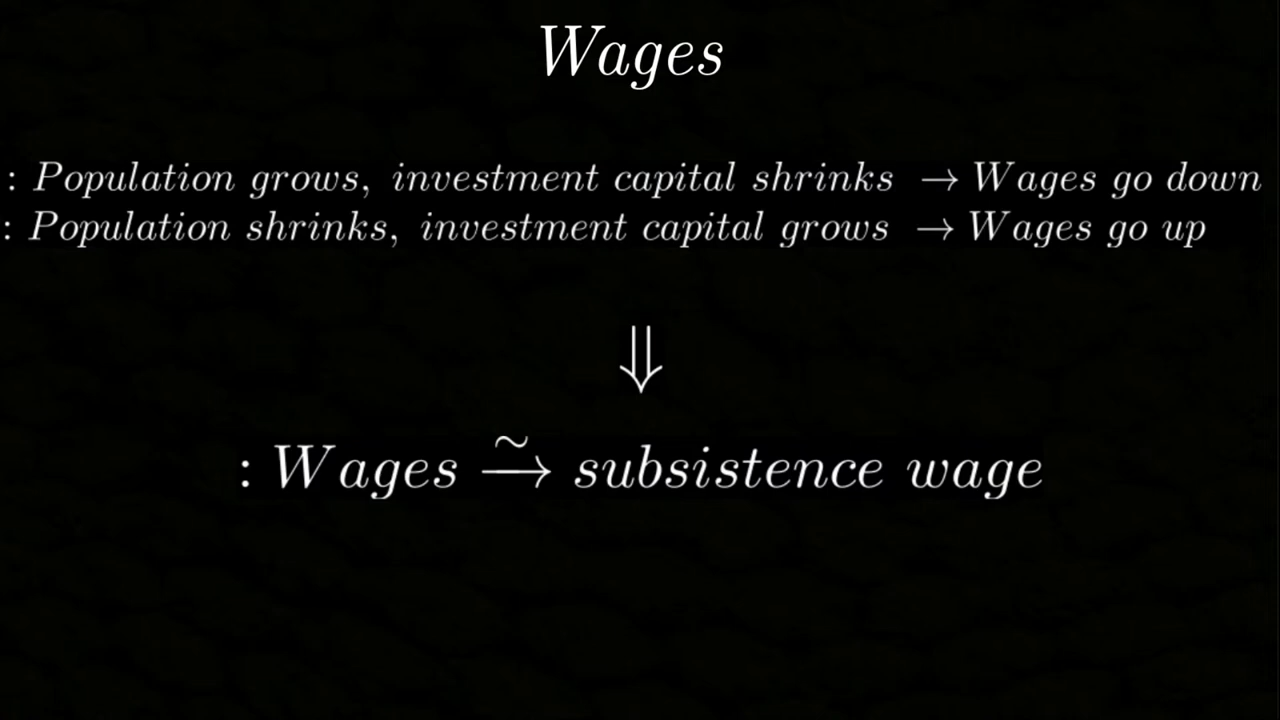 Wages
: Population grows, investment capital shrinks → Wages go down
: Population shrinks, investment capital grows → Wages go up
⇓
: Wages ⥲ subsistence wage